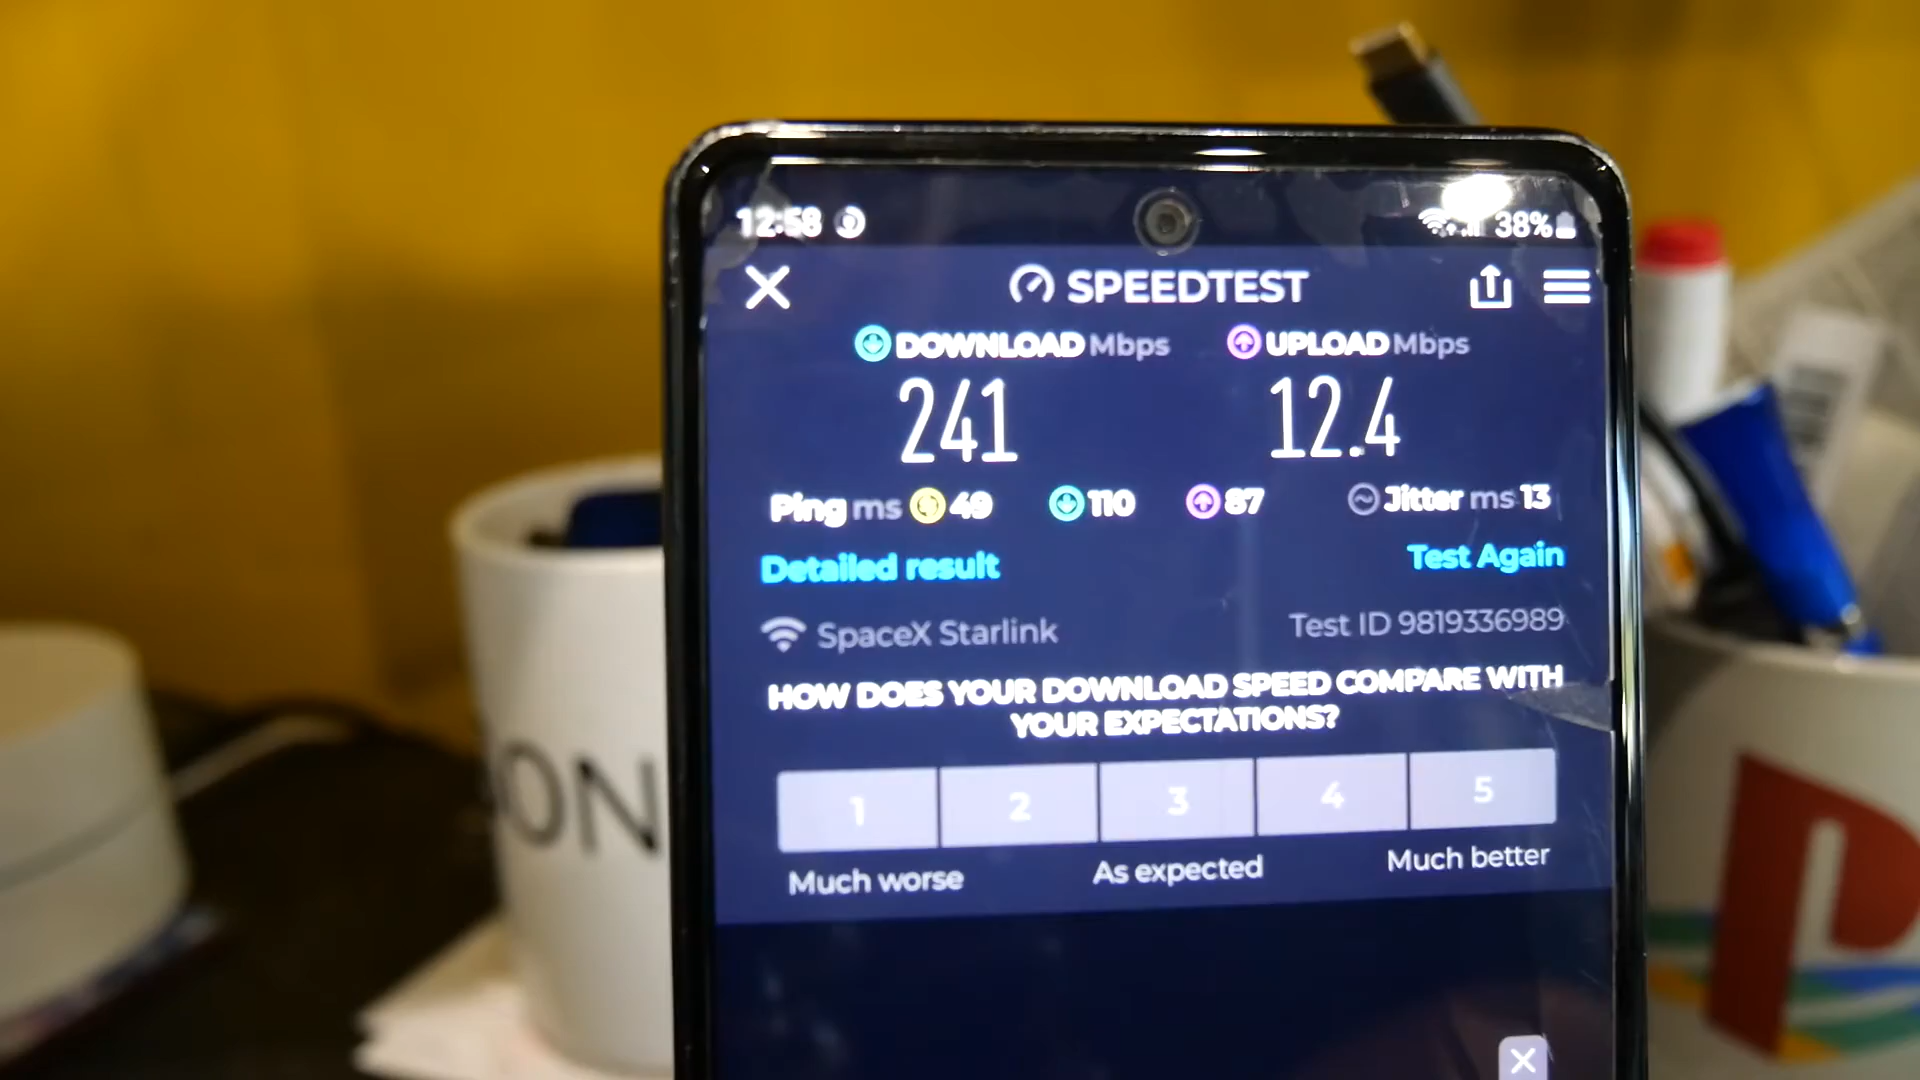 12:58
38%
SPEEDTEST
DOWNLOAD Mbps
UPLOAD Mbps
241
12.4
Ping ms 49 110 87 Jitter ms 13
Detailed result
Test Again
SpaceX Starlink
Test ID 9819336989
HOW DOES YOUR DOWNLOAD SPEED COMPARE WITH
YOUR EXPECTATIONS?
1 2 3 4 5
Much worse
As expected
Much better
ON
P